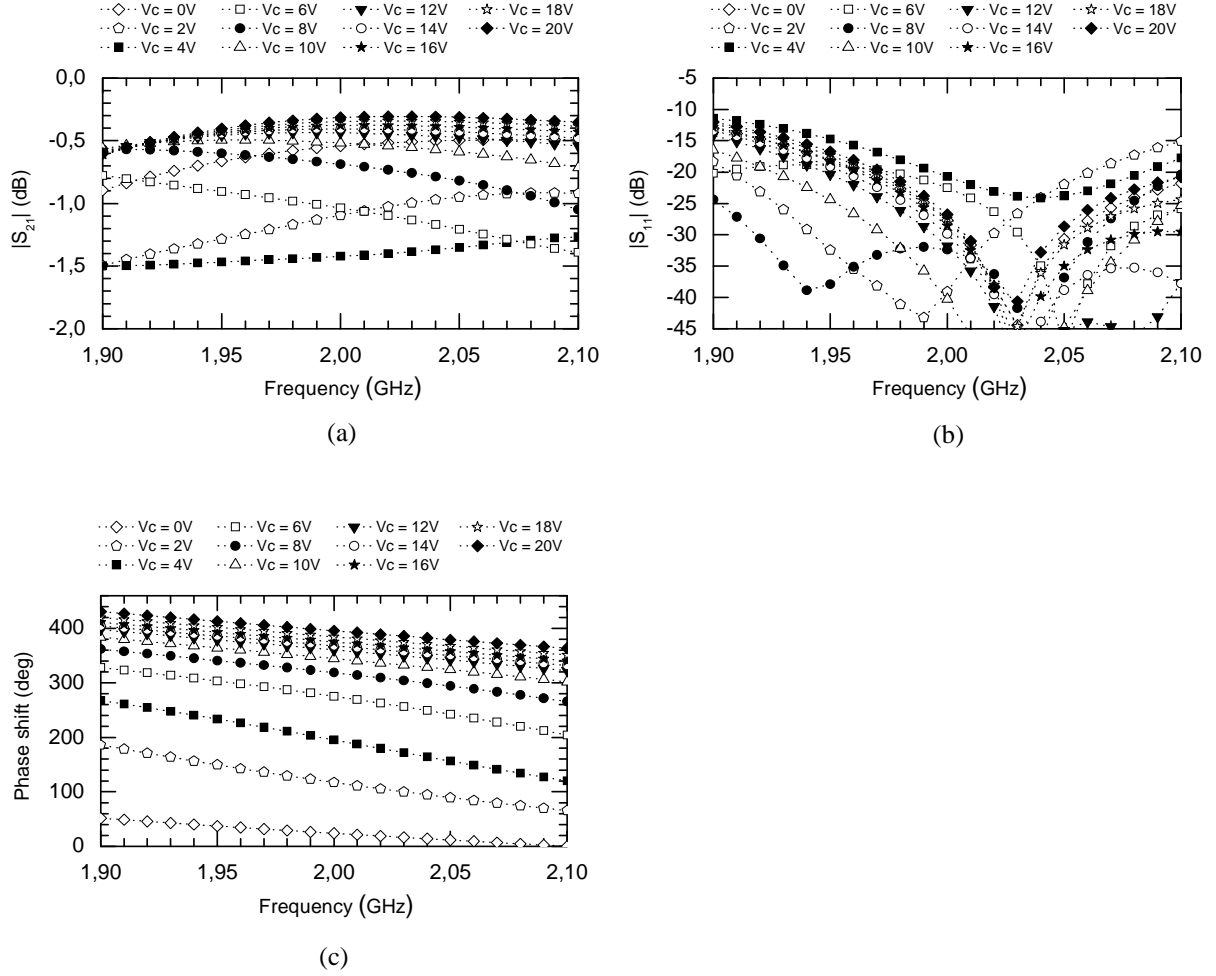 Vc = 0V Vc = 6V Vc = 12V Vc = 18V
Vc = 2V Vc = 8V Vc = 14V Vc = 20V
Vc = 4V Vc = 10V Vc = 16V
0,0
-0,5
-1,0
-1,5
-2,0
|S21| (dB)
1,90 1,95 2,00 2,05 2,10
Frequency (GHz)
(a)
Vc = 0V Vc = 6V Vc = 12V Vc = 18V
Vc = 2V Vc = 8V Vc = 14V Vc = 20V
Vc = 4V Vc = 10V Vc = 16V
-5
-10
-15
-20
-25
-30
-35
-40
-45
|S11| (dB)
1,90 1,95 2,00 2,05 2,10
Frequency (GHz)
(b)
Vc = 0V Vc = 6V Vc = 12V Vc = 18V
Vc = 2V Vc = 8V Vc = 14V Vc = 20V
Vc = 4V Vc = 10V Vc = 16V
400
300
200
100
0
Phase shift (deg)
1,90 1,95 2,00 2,05 2,10
Frequency (GHz)
(c)